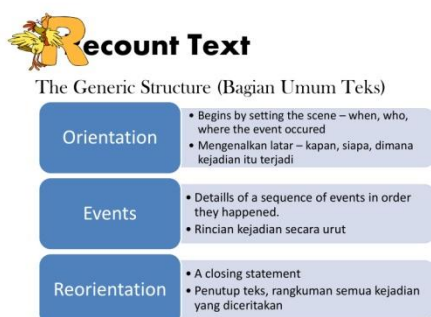 Recount Text
The Generic Structure (Bagian Umum Teks)
Orientation
• Begins by setting the scene – when, who,
where the event occured
• Mengenalkan latar – kapan, siapa, dimana
kejadian itu terjadi
Events
• Detaills of a sequence of events in order
they happened.
• Rincian kejadian secara urut
Reorientation
• A closing statement
• Penutup teks, rangkuman semua kejadian
yang diceritakan